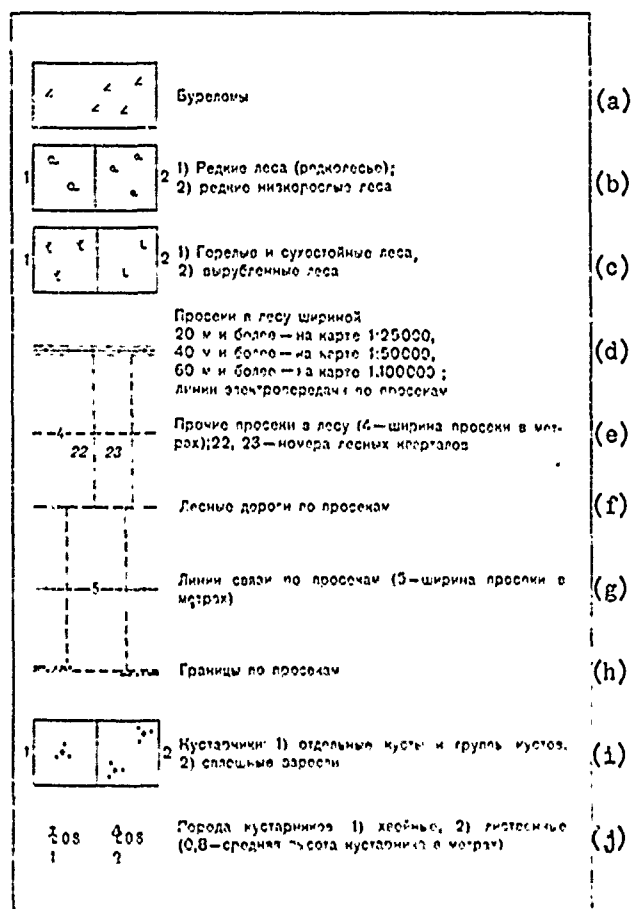 Буреломы
(a)
1 2 1) Редкие леса (редколесье);
2) редкие низкорослые леса
(b)
1 2 1) Горелые и сухостойные леса,
2) вырубленные леса
(c)
Просеки в лесу шириной
20 м и более—на карте 1:25000,
40 м и более—на карте 1:50000,
60 м и более—на карте 1:100000;
линии электропередачи по просекам
(d)
4 Прочие просеки в лесу (4—ширина просеки в мет-
22 23 рах);22, 23—номера лесных кварталов
(e)
Лесные дороги по просекам
(f)
5 Линии связи по просекам (5—ширина просеки в
метрах)
(g)
Границы по просекам
(h)
1 2 Кустарники: 1) отдельные кусты и группы кустов,
2) сплошные заросли
(i)
0,8 0,8 Порода кустарников 1) хвойные, 2) лиственные
1 2 (0,8—средняя высота кустарника в метрах)
(j)